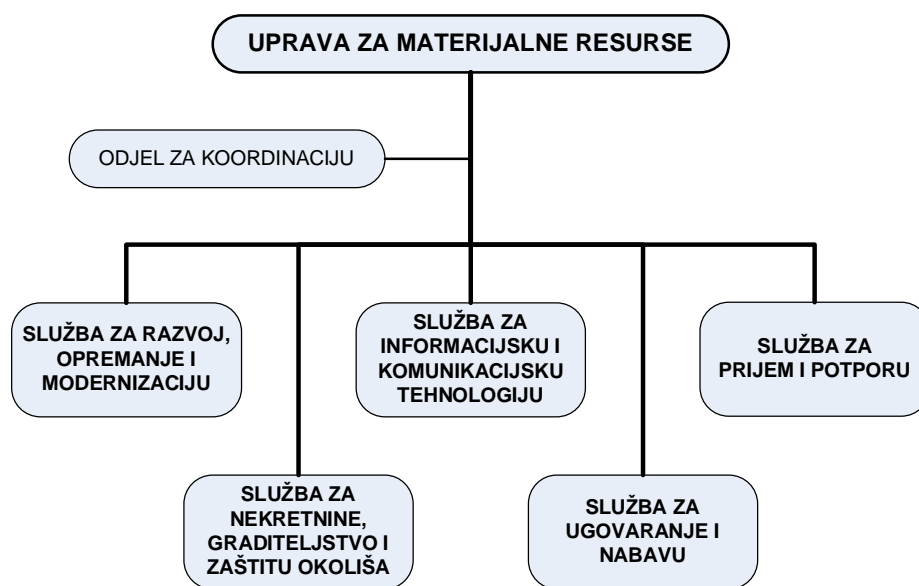 UPRAVA ZA MATERIJALNE RESURSE
ODJEL ZA KOORDINACIJU
SLUŽBA ZA RAZVOJ,
OPREMANJE I
MODERNIZACIJU
SLUŽBA ZA
INFORMACIJSKU I
KOMUNIKACIJSKU
TEHNOLOGIJU
SLUŽBA ZA
PRIJEM I POTPORU
SLUŽBA ZA
NEKRETNINE,
GRADITELJSTVO I
ZAŠTITU OKOLIŠA
SLUŽBA ZA
UGOVARANJE I
NABAVU